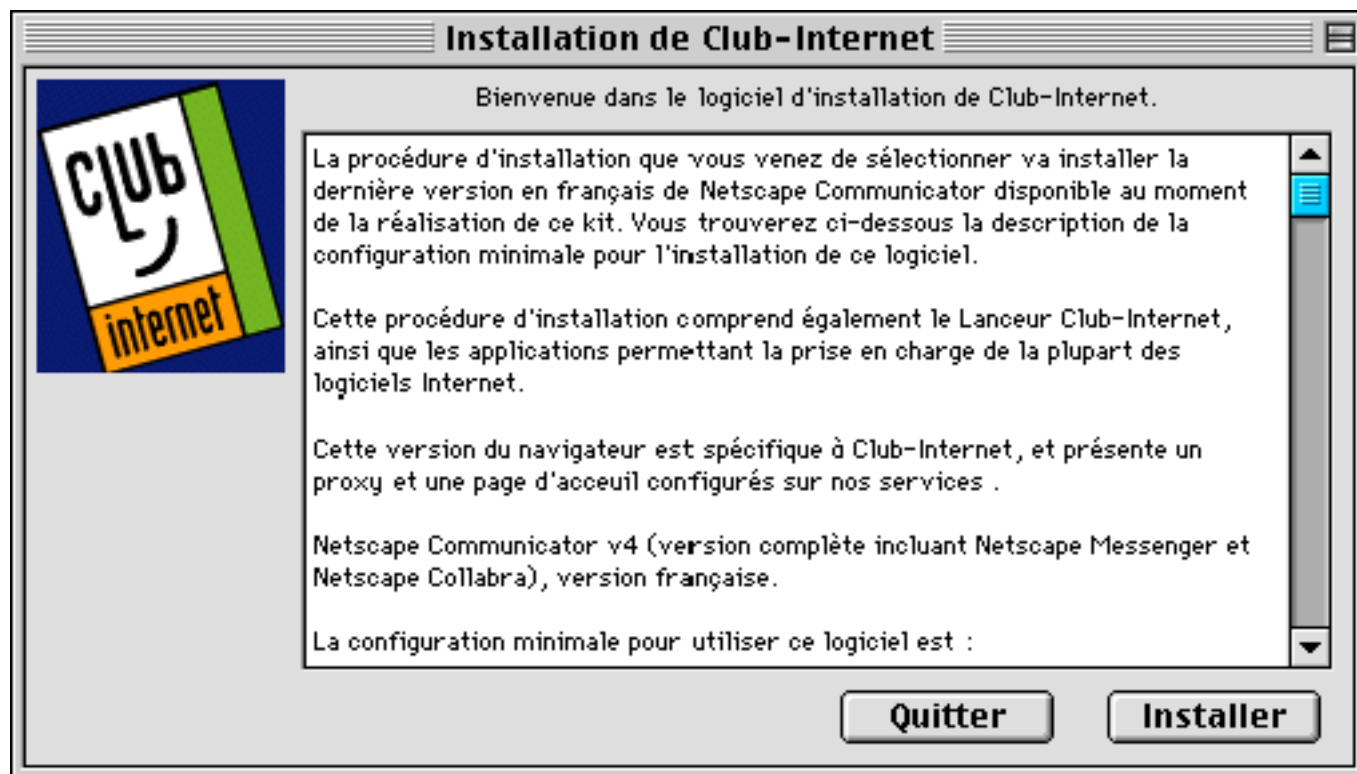 Installation de Club-Internet
CLUb
internet
Bienvenue dans le logiciel d'installation de Club-Internet.
La procédure d'installation que vous venez de sélectionner va installer la
dernière version en français de Netscape Communicator disponible au moment
de la réalisation de ce kit. Vous trouverez ci-dessous la description de la
configuration minimale pour l'installation de ce logiciel.
Cette procédure d'installation comprend également le Lanceur Club-Internet,
ainsi que les applications permettant la prise en charge de la plupart des
logiciels Internet.
Cette version du navigateur est spécifique à Club-Internet, et présente un
proxy et une page d'acceuil configurés sur nos services .
Netscape Communicator v4 (version complète incluant Netscape Messenger et
Netscape Collabra), version française.
La configuration minimale pour utiliser ce logiciel est :
Quitter
Installer